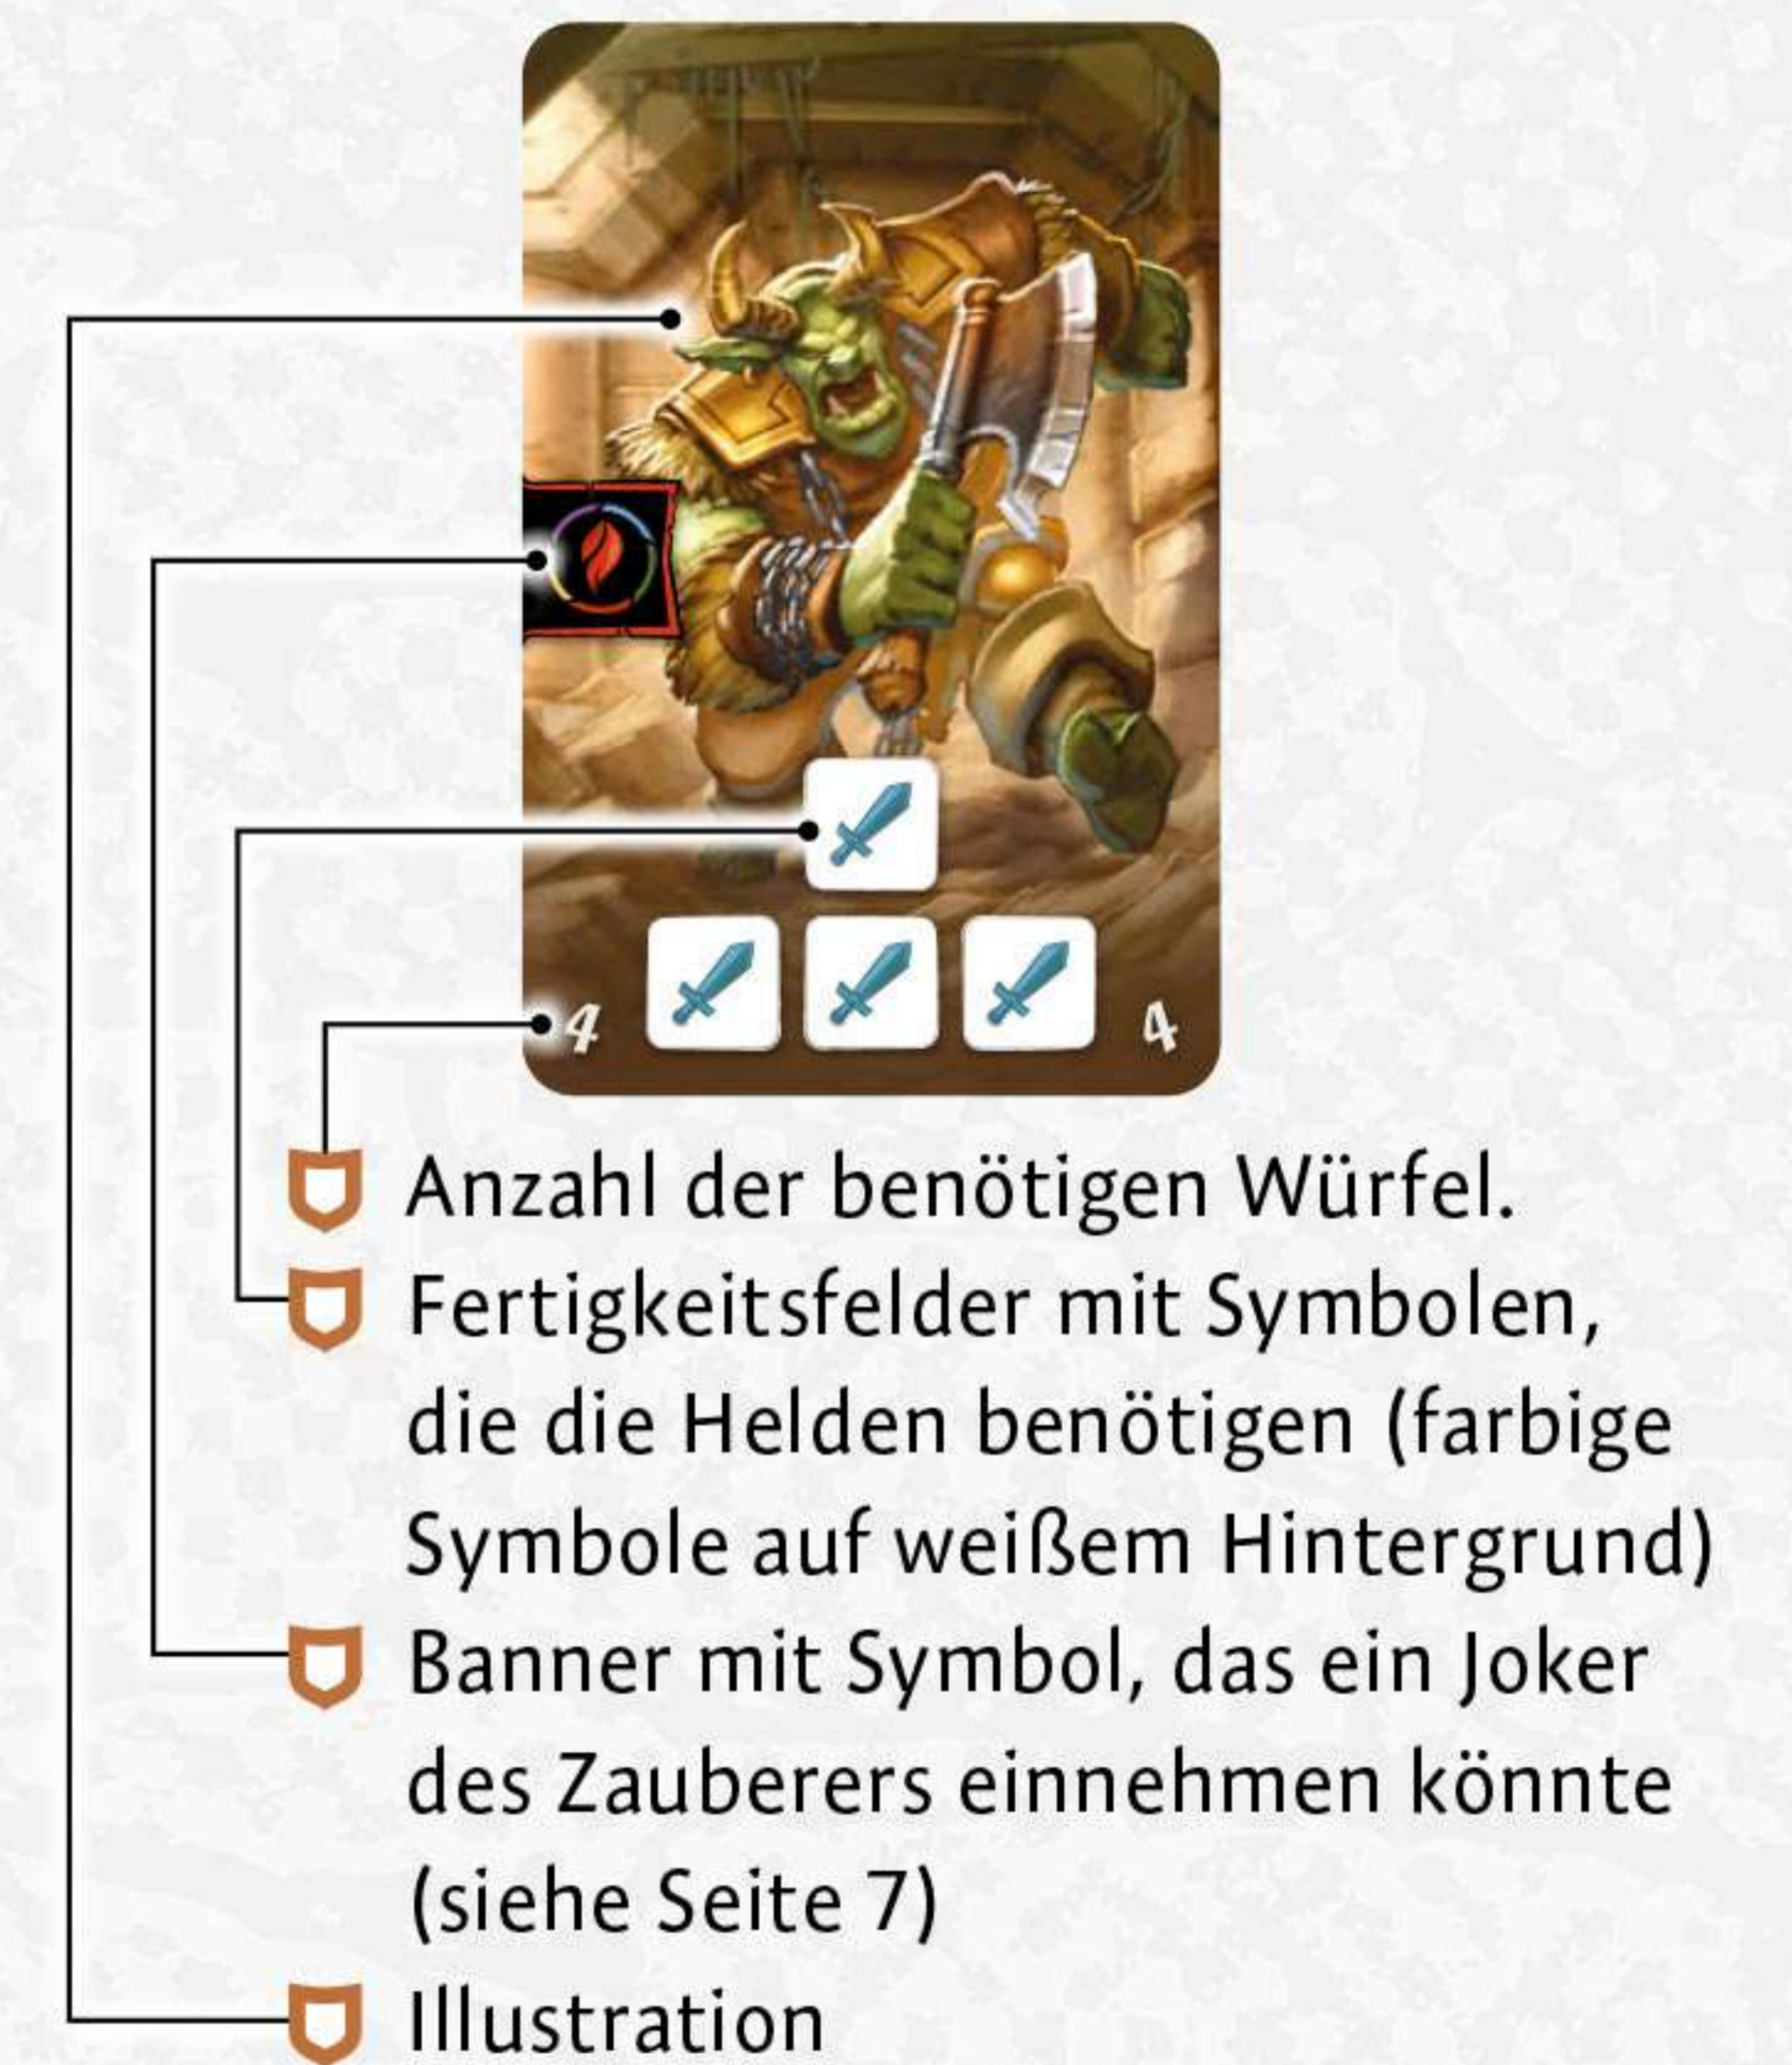 4 4
Anzahl der benötigen Würfel.
Fertigkeitsfelder mit Symbolen,
die die Helden benötigen (farbige
Symbole auf weißem Hintergrund)
Banner mit Symbol, das ein Joker
des Zauberers einnehmen könnte
(siehe Seite 7)
Illustration